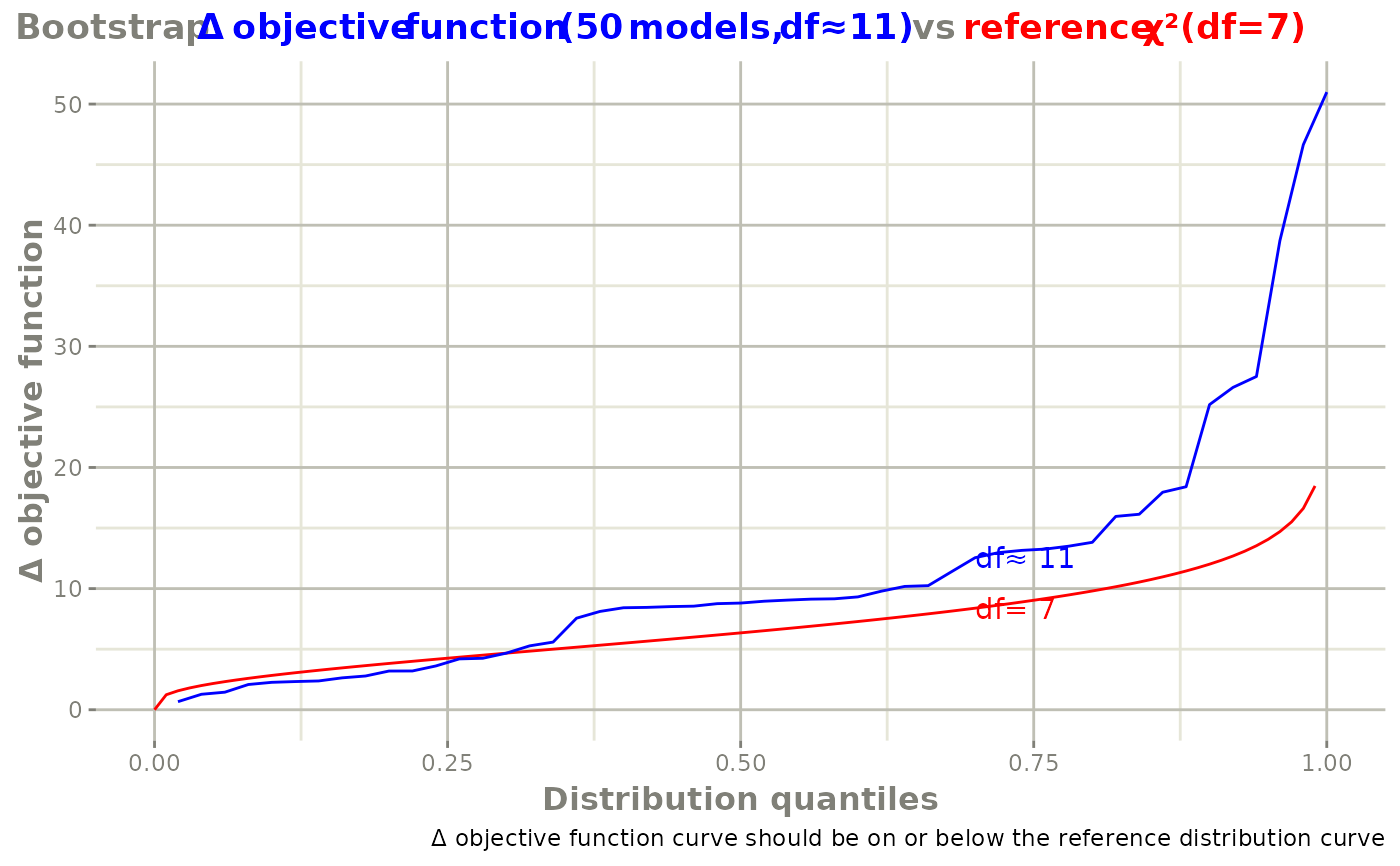 Bootstrap Δ objective function (50 models, df≈11) vs reference χ²(df=7)
50
40
30
20
10
0
Δ objective function
df≈ 11
df= 7
0.00 0.25 0.50 0.75 1.00
Distribution quantiles
Δ objective function curve should be on or below the reference distribution curve